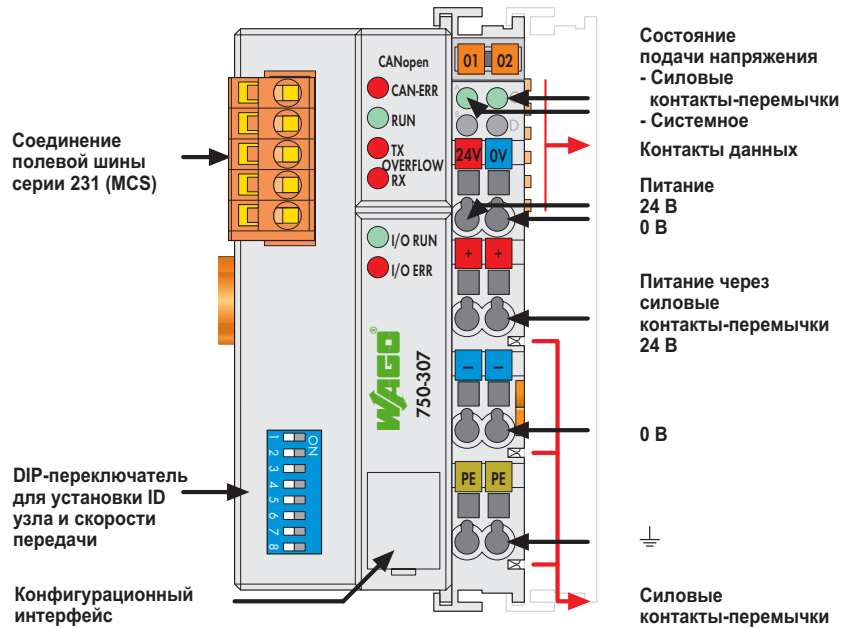 Соединение
полевой шины
серии 231 (MCS)
DIP-переключатель
для установки ID
узла и скорости
передачи
Конфигурационный
интерфейс
CANopen
CAN-ERR
RUN
TX
OVERFLOW
RX
I/O RUN
I/O ERR
WAGO
®
750-307
ON
1
2
3
4
5
6
7
8
01 02
A C
B D
24V 0V
+ +
− −
PE PE
Состояние
подачи напряжения
- Силовые
контакты-перемычки
- Системное
Контакты данных
Питание
24 В
0 В
Питание через
силовые
контакты-перемычки
24 В
0 В
Силовые
контакты-перемычки